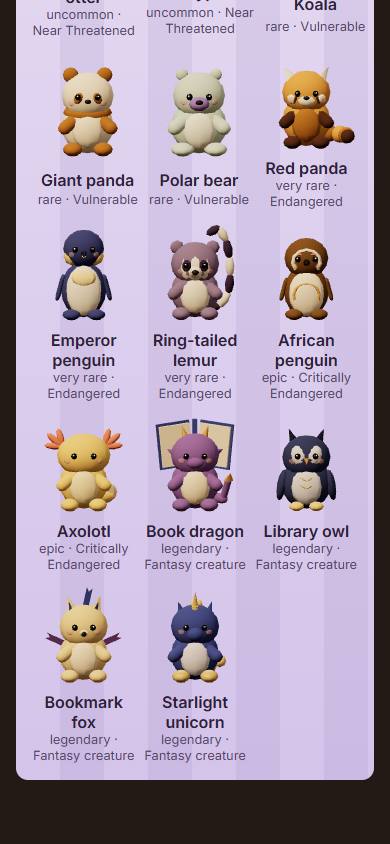 uncommon ·
Near Threatened
uncommon · Near
Threatened
Koala
rare · Vulnerable
Giant panda
rare · Vulnerable
Polar bear
rare · Vulnerable
Red panda
very rare ·
Endangered
Emperor
penguin
very rare ·
Endangered
Ring-tailed
lemur
very rare ·
Endangered
African
penguin
epic · Critically
Endangered
Axolotl
epic · Critically
Endangered
Book dragon
legendary ·
Fantasy creature
Library owl
legendary ·
Fantasy creature
Bookmark
fox
legendary ·
Fantasy creature
Starlight
unicorn
legendary ·
Fantasy creature